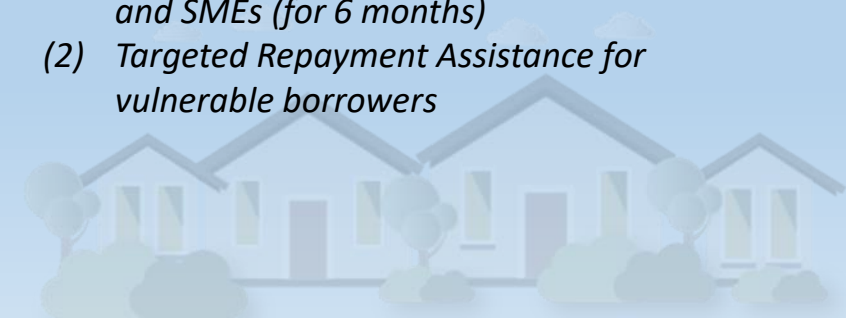 and SMEs (for 6 months)
(2) Targeted Repayment Assistance for
vulnerable borrowers